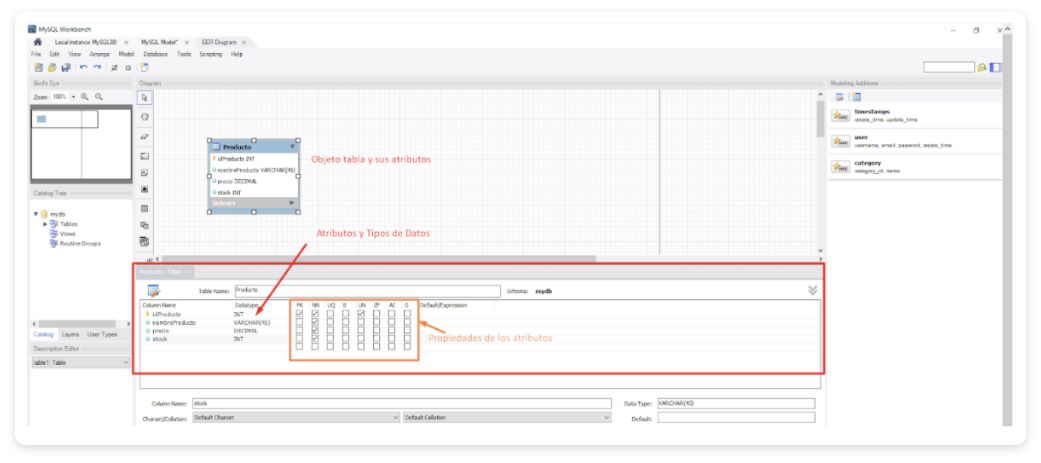 MySQL Workbench
Local instance MySQL80 × MySQL Model* × EER Diagram ×
File Edit View Arrange Model Database Tools Scripting Help
Bird's Eye
Zoom: 100%
Diagram
Modeling Additions
timestamps
create_time, update_time
user
username, email, password, create_time
category
category_id, name
Producto
idProducto INT
nombreProducto VARCHAR(45)
precio DECIMAL
stock INT
Indexes
Objeto tabla y sus atributos
Atributos y Tipos de Datos
Catalog Tree
mydb
Tables
Views
Routine Groups
Catalog Layers User Types
Description Editor
table1: Table
Producto - Table ×
Table Name: Producto Schema: mydb
Column Name Datatype PK NN UQ B UN ZF AI G Default/Expression
idProducto INT
nombreProducto VARCHAR(45)
precio DECIMAL
stock INT
Propiedades de los atributos
Column Name: stock Data Type: VARCHAR(45)
Charset/Collation: Default Charset Default Collation Default: